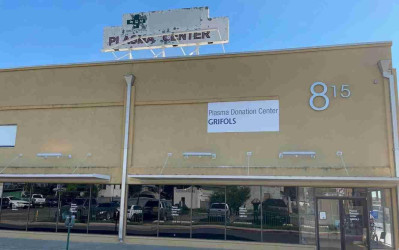 PLASMA CENTER
Plasma Donation Center
GRIFOLS
815